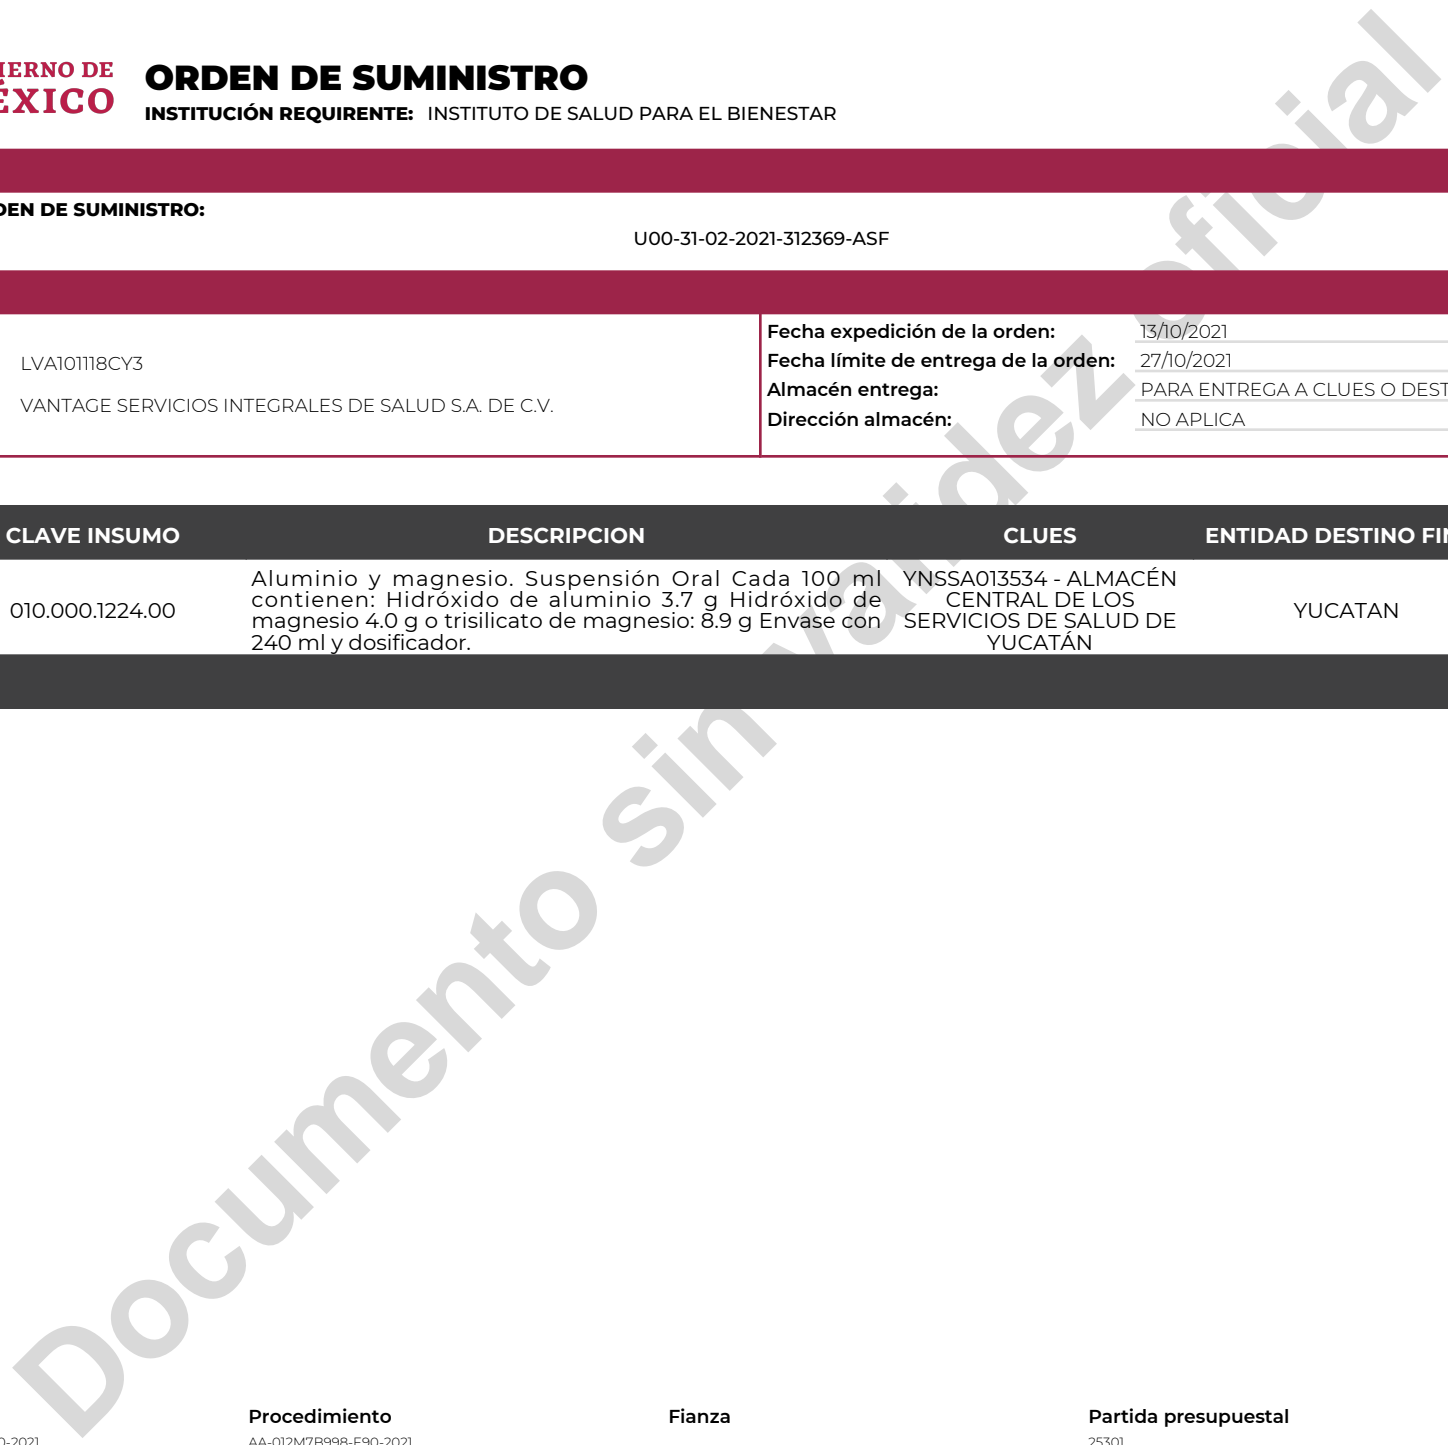 ORDEN DE SUMINISTRO
INSTITUCIÓN REQUIRENTE: INSTITUTO DE SALUD PARA EL BIENESTAR
DE SUMINISTRO:
U00-31-02-2021-312369-ASF
LVA101118CY3
VANTAGE SERVICIOS INTEGRALES DE SALUD S.A. DE C.V.
Fecha expedición de la orden: 13/10/2021
Fecha límite de entrega de la orden: 27/10/2021
Almacén entrega: PARA ENTREGA A CLUES O DEST
Dirección almacén: NO APLICA
CLAVE INSUMO DESCRIPCION CLUES ENTIDAD DESTINO
010.000.1224.00
Aluminio y magnesio. Suspensión Oral Cada 100 ml
contienen: Hidróxido de aluminio 3.7 g Hidróxido de
magnesio 4.0 g o trisilicato de magnesio: 8.9 g Envase con
240 ml y dosificador.
YNSSA013534 - ALMACÉN
CENTRAL DE LOS
SERVICIOS DE SALUD DE
YUCATÁN
YUCATAN
Documento sin validez oficial
Procedimiento Fianza Partida presupuestal
AA-012M7B998-E90-2021 25301